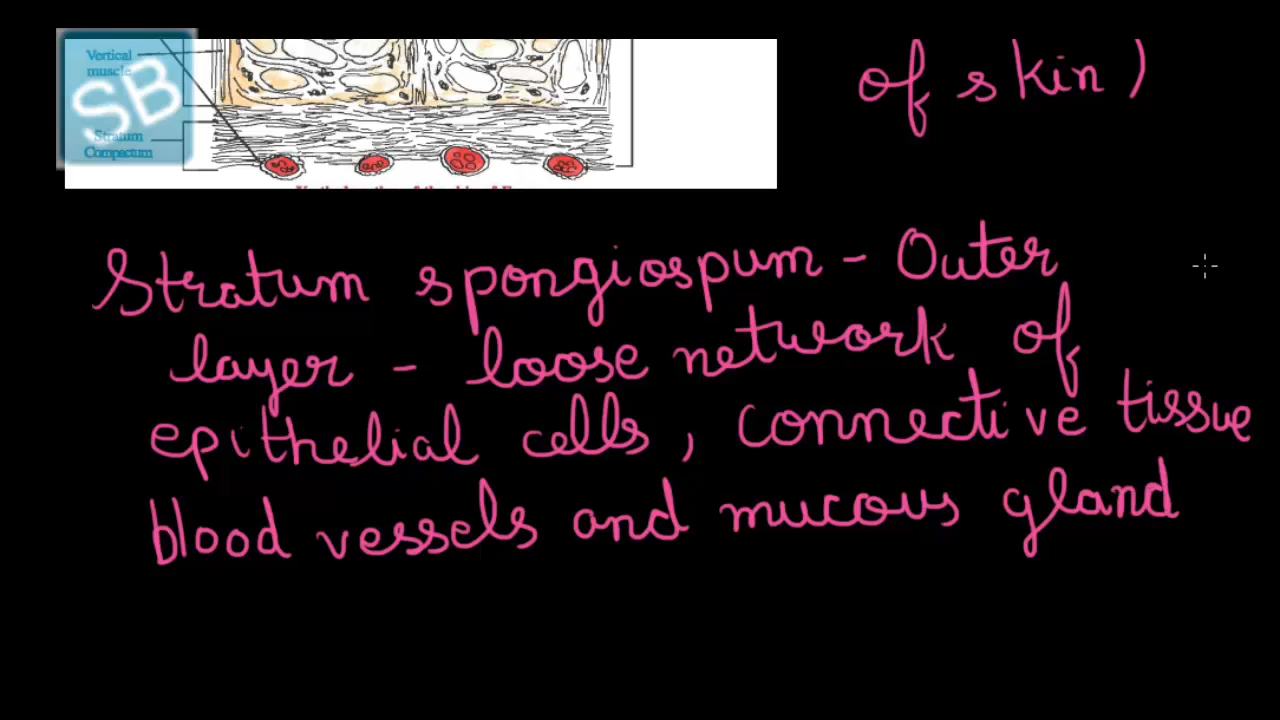 Vertical
muscle
SB
Stratum
Compactum
of skin)
Stratum spongiospum - Outer
layer - loose network of
epithelial cells, connective tissue
blood vessels and mucous gland